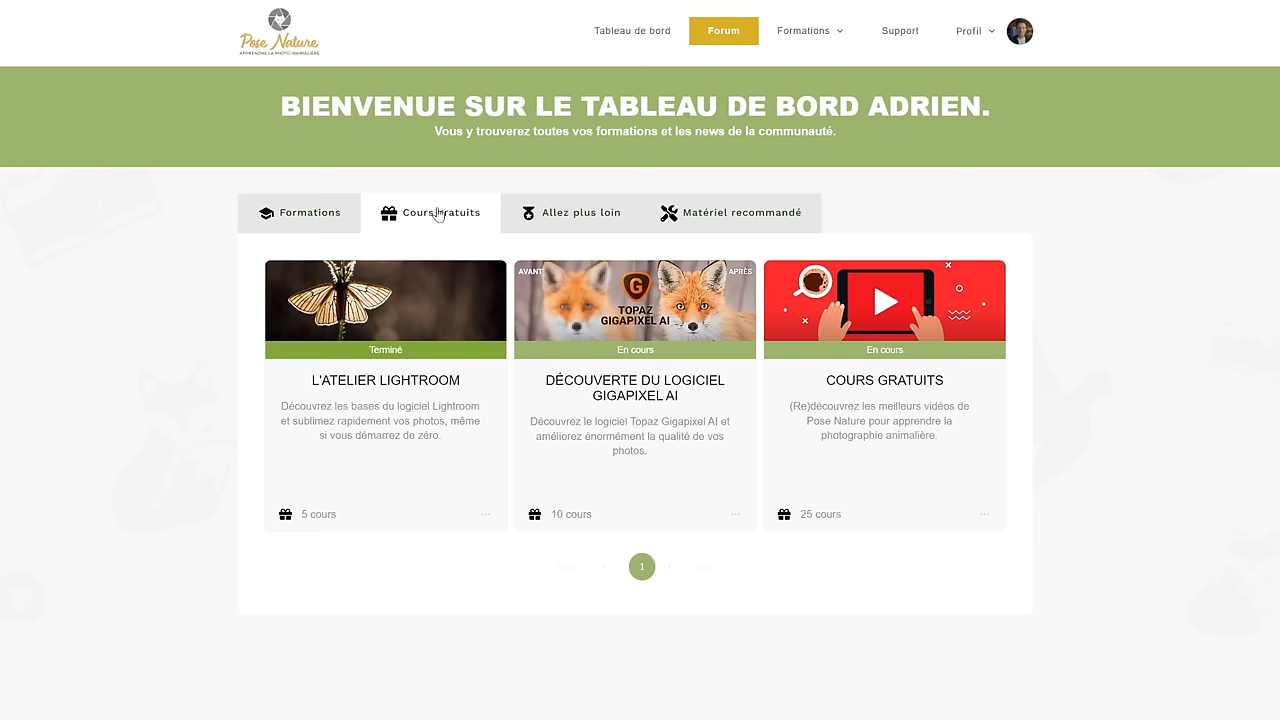 Pose Nature
APPRENDRE LA PHOTO ANIMALIÈRE
Tableau de bord
Forum
Formations
Support
Profil
BIENVENUE SUR LE TABLEAU DE BORD ADRIEN.
Vous y trouverez toutes vos formations et les news de la communauté.
Formations
Cours gratuits
Allez plus loin
Matériel recommandé
Terminé
L'ATELIER LIGHTROOM
Découvrez les bases du logiciel Lightroom
et sublimez rapidement vos photos, même
si vous démarrez de zéro.
5 cours
AVANT
APRÈS
G
TOPAZ
GIGAPIXEL AI
En cours
DÉCOUVERTE DU LOGICIEL
GIGAPIXEL AI
Découvrez le logiciel Topaz Gigapixel AI et
améliorez énormément la qualité de vos
photos.
10 cours
En cours
COURS GRATUITS
(Re)découvrez les meilleurs vidéos de
Pose Nature pour apprendre la
photographie animalière.
25 cours
1